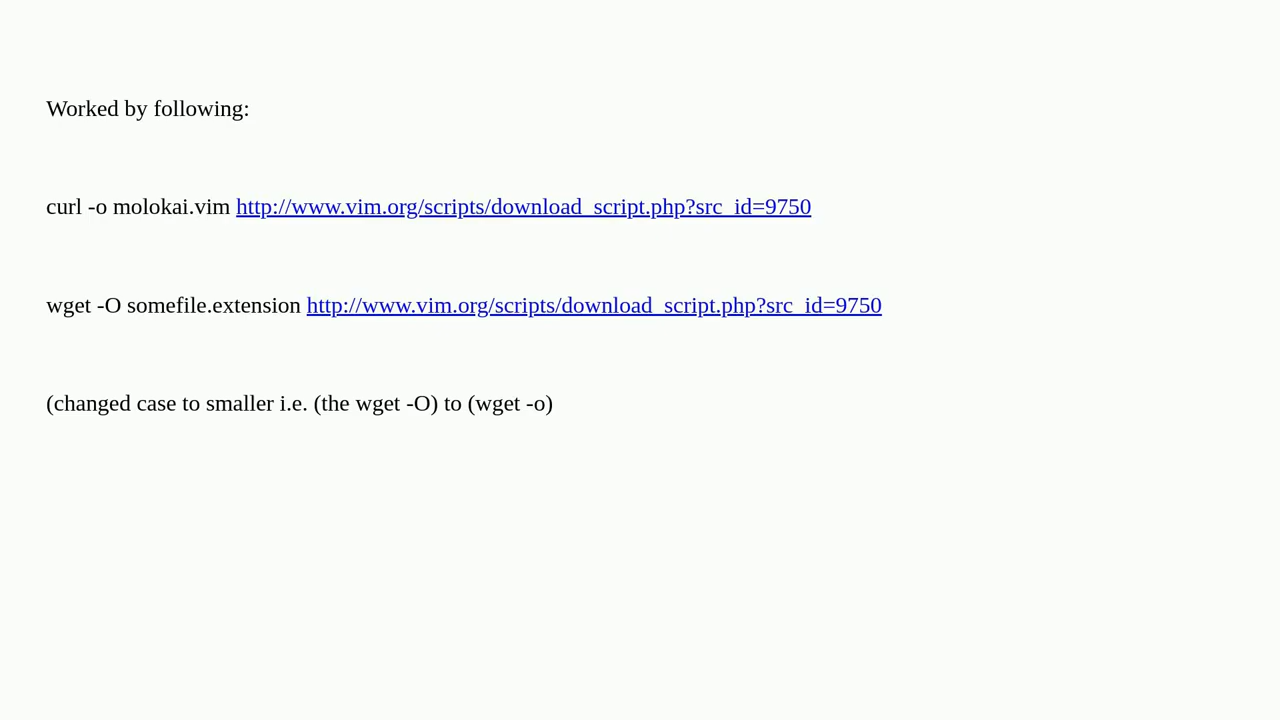 Worked by following:
curl -o molokai.vim http://www.vim.org/scripts/download_script.php?src_id=9750
wget -O somefile.extension http://www.vim.org/scripts/download_script.php?src_id=9750
(changed case to smaller i.e. (the wget -O) to (wget -o)